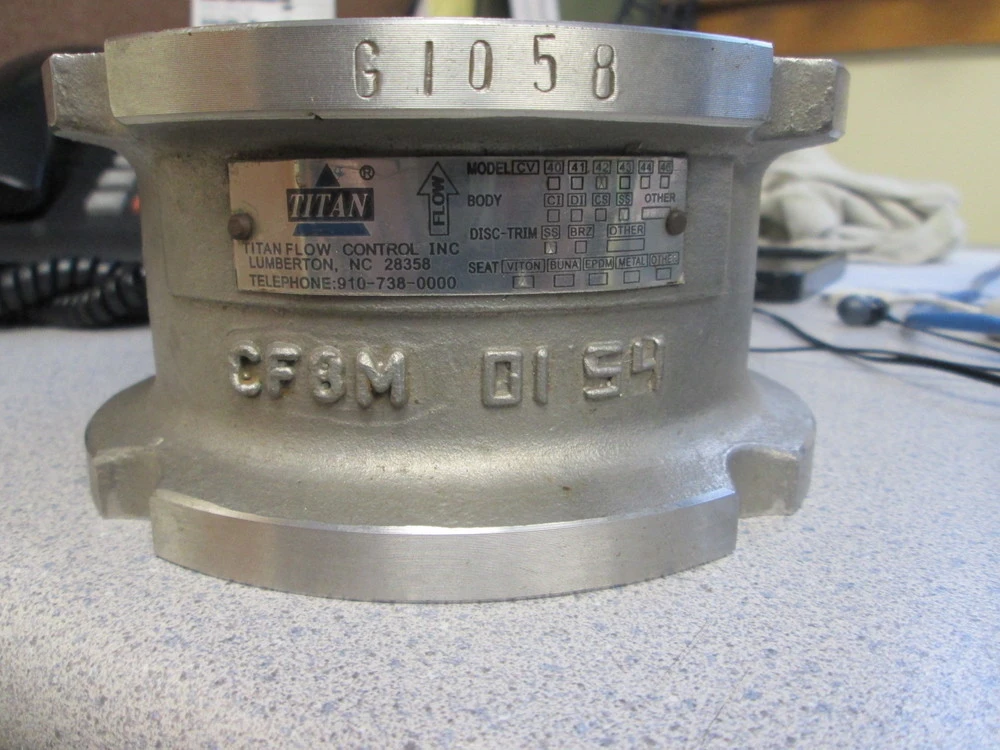 G1058
TITAN®
TITAN FLOW CONTROL INC
LUMBERTON, NC 28358
TELEPHONE:910-738-0000
FLOW
MODEL CV 40 41 42 43 44 46
BODY CI DI CS SS OTHER
DISC-TRIM SS BRZ OTHER
SEAT VITON BUNA EPDM METAL OTHER
CF8M 01 54